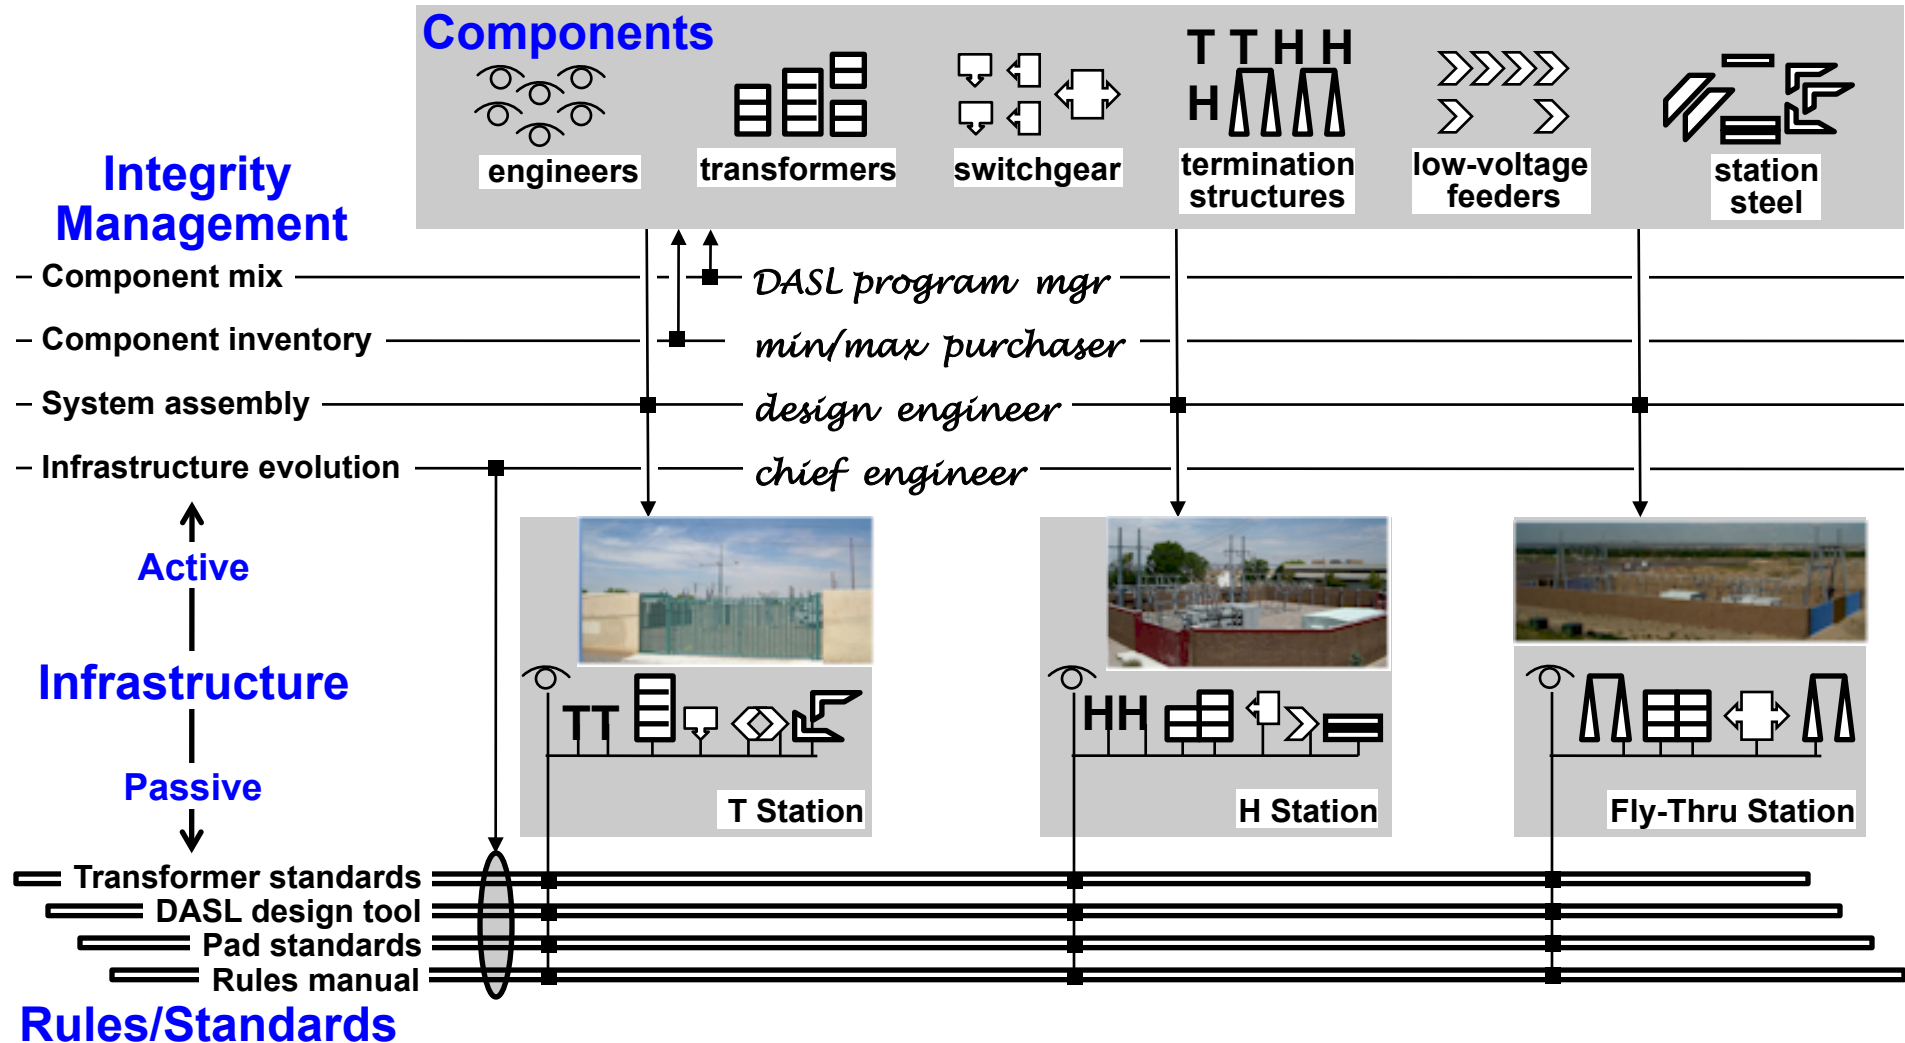 Components
T T H H
H
engineers
transformers
switchgear
termination
structures
low-voltage
feeders
station
steel
Integrity
Management
Component mix
DASL program mgr
Component inventory
min/max purchaser
System assembly
design engineer
Infrastructure evolution
chief engineer
Active
Infrastructure
Passive
TT
T Station
HH
H Station
Fly-Thru Station
Transformer standards
DASL design tool
Pad standards
Rules manual
Rules/Standards